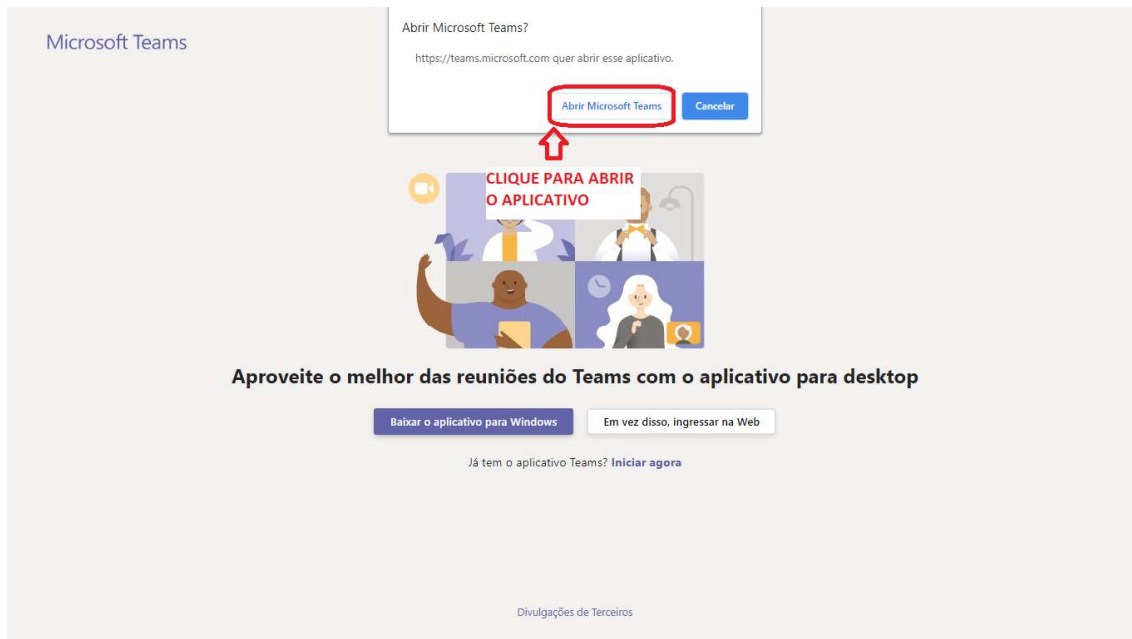 Microsoft Teams
Abrir Microsoft Teams?
https://teams.microsoft.com quer abrir esse aplicativo.
Abrir Microsoft Teams
Cancelar
CLIQUE PARA ABRIR
O APLICATIVO
Aproveite o melhor das reuniões do Teams com o aplicativo para desktop
Baixar o aplicativo para Windows
Em vez disso, ingressar na Web
Já tem o aplicativo Teams? Iniciar agora
Divulgações de Terceiros